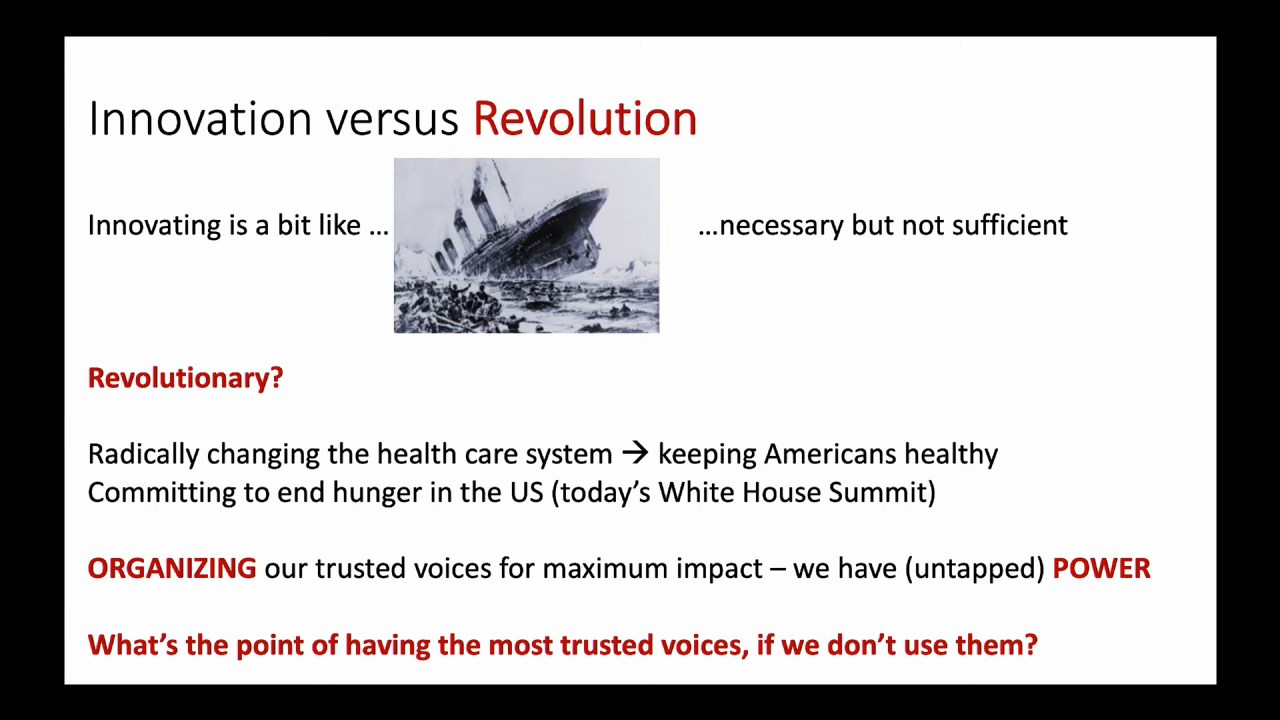 Innovation versus Revolution
Innovating is a bit like … …necessary but not sufficient
Revolutionary?
Radically changing the health care system → keeping Americans healthy
Committing to end hunger in the US (today’s White House Summit)
ORGANIZING our trusted voices for maximum impact – we have (untapped) POWER
What’s the point of having the most trusted voices, if we don’t use them?